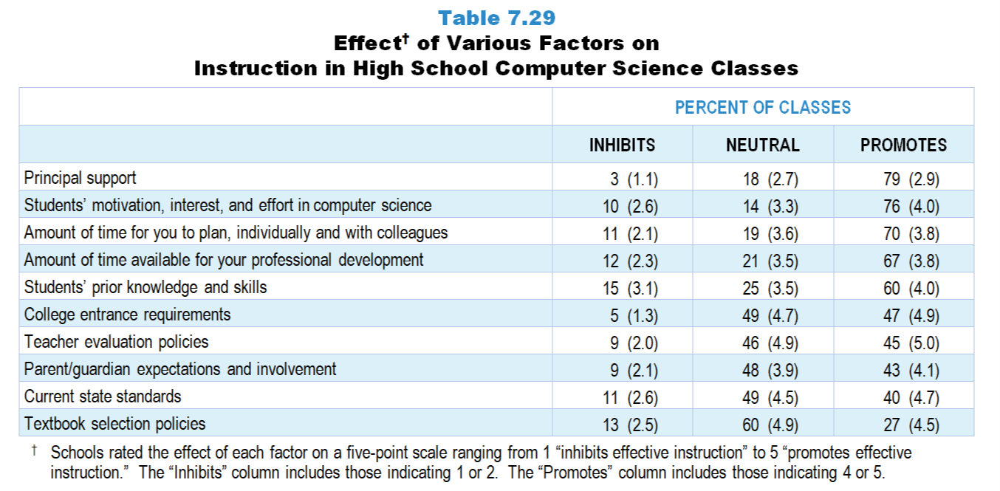 Table 7.29
Effect† of Various Factors on
Instruction in High School Computer Science Classes
PERCENT OF CLASSES
INHIBITS NEUTRAL PROMOTES
Principal support 3 (1.1) 18 (2.7) 79 (2.9)
Students’ motivation, interest, and effort in computer science 10 (2.6) 14 (3.3) 76 (4.0)
Amount of time for you to plan, individually and with colleagues 11 (2.1) 19 (3.6) 70 (3.8)
Amount of time available for your professional development 12 (2.3) 21 (3.5) 67 (3.8)
Students’ prior knowledge and skills 15 (3.1) 25 (3.5) 60 (4.0)
College entrance requirements 5 (1.3) 49 (4.7) 47 (4.9)
Teacher evaluation policies 9 (2.0) 46 (4.9) 45 (5.0)
Parent/guardian expectations and involvement 9 (2.1) 48 (3.9) 43 (4.1)
Current state standards 11 (2.6) 49 (4.5) 40 (4.7)
Textbook selection policies 13 (2.5) 60 (4.9) 27 (4.5)
† Schools rated the effect of each factor on a five-point scale ranging from 1 “inhibits effective instruction” to 5 “promotes effective
instruction.” The “Inhibits” column includes those indicating 1 or 2. The “Promotes” column includes those indicating 4 or 5.